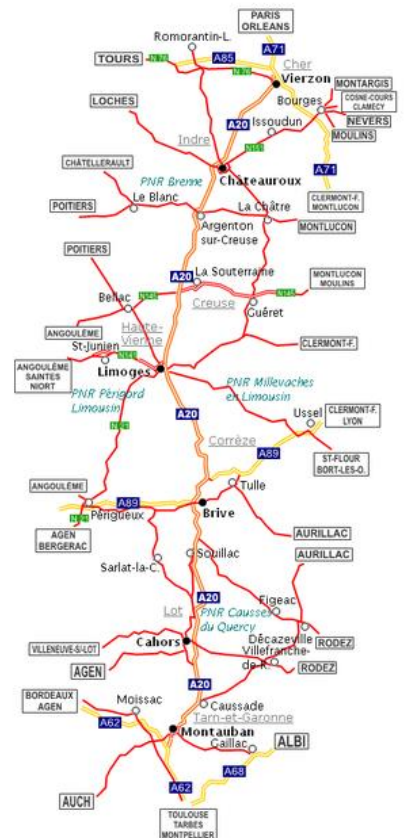 PARIS
ORLEANS
Romorantin-L.
A71
TOURS
N 76
A85
N 76
Cher
Vierzon
MONTARGIS
LOCHES
Bourges
COSNE-COURS
CLAMECY
A20
Issoudun
NEVERS
MOULINS
Indre
N151
A71
CHÂTELLERAULT
PNR Brenne
Châteauroux
Le Blanc
La Châtre
CLERMONT-F.
MONTLUCON
POITIERS
Argenton
sur-Creuse
MONTLUCON
POITIERS
A20
La Souterraine
MONTLUCON
MOULINS
Bellac
N145
Creuse
N145
Guéret
ANGOULÊME
Haute-
Vienne
St-Junien
N141
CLERMONT-F.
ANGOULÊME
SAINTES
NIORT
Limoges
PNR Périgord
Limousin
PNR Millevaches
en Limousin
A20
Ussel
CLERMONT-F.
LYON
N 21
Corrèze
A89
ST-FLOUR
BORT-LES-O.
ANGOULÊME
A89
Tulle
Périgueux
Brive
N 21
AGEN
BERGERAC
AURILLAC
Souillac
AURILLAC
Sarlat-la-C.
A20
Figeac
Lot
PNR Causses
du Quercy
Décazeville
RODEZ
Cahors
Villefranche-
de-R.
VILLENEUVE-S/-LOT
AGEN
RODEZ
A20
BORDEAUX
AGEN
Moissac
Caussade
A62
Tarn-et-Garonne
Montauban
Gaillac
ALBI
A68
AUCH
A62
TOULOUSE
TARBES
MONTPELLIER